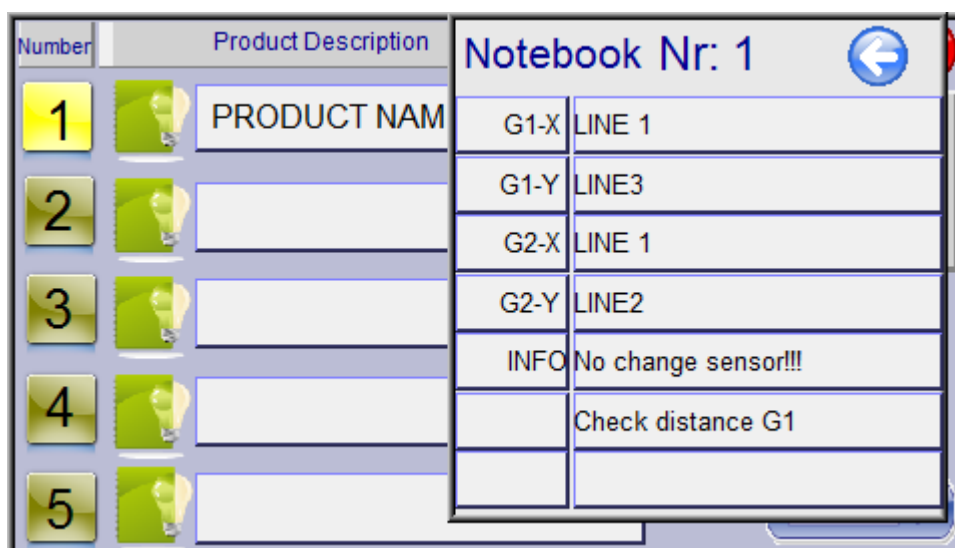 Number Product Description
1 PRODUCT NAM
2
3
4
5
Notebook Nr: 1
G1-X LINE 1
G1-Y LINE3
G2-X LINE 1
G2-Y LINE2
INFO No change sensor!!!
Check distance G1